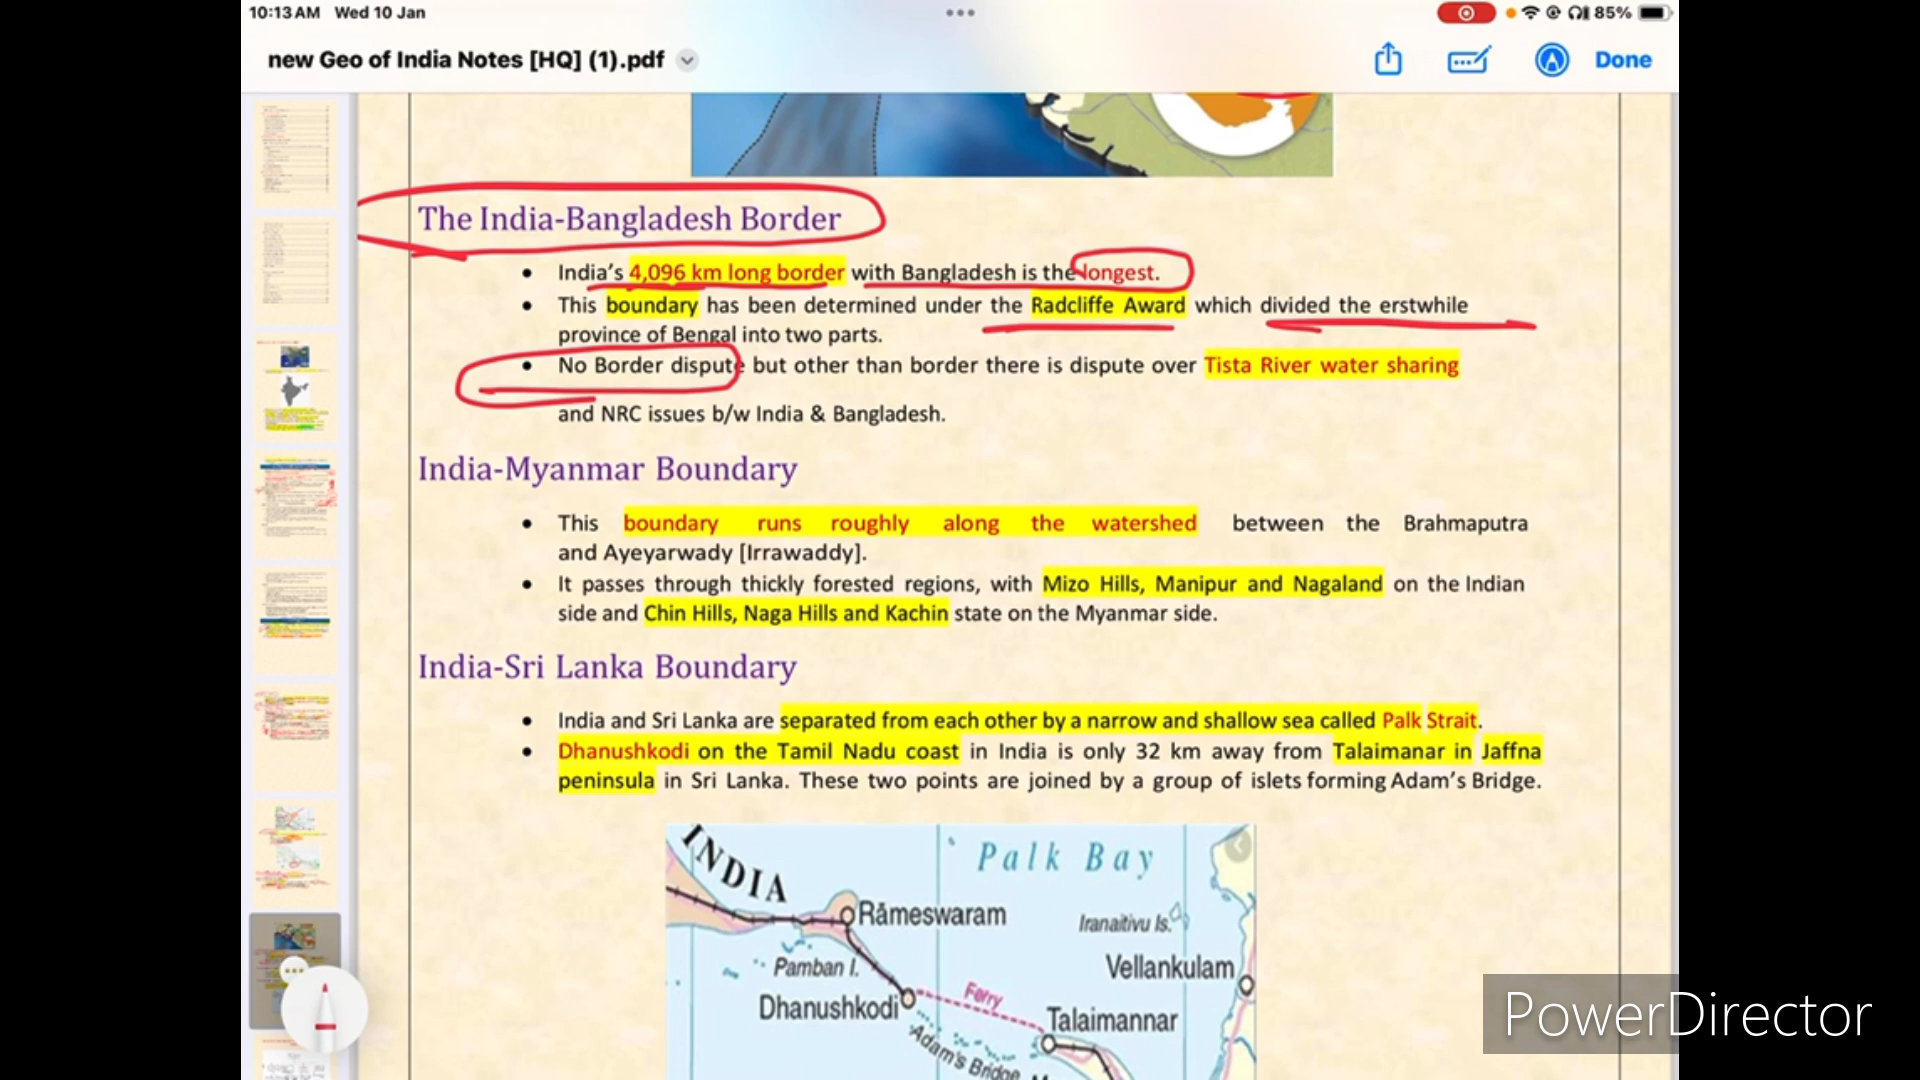 10:13 AM Wed 10 Jan
85%
new Geo of India Notes [HQ] (1).pdf
Done
The India-Bangladesh Border
• India's 4,096 km long border with Bangladesh is the longest.
• This boundary has been determined under the Radcliffe Award which divided the erstwhile
province of Bengal into two parts.
• No Border dispute but other than border there is dispute over Tista River water sharing
and NRC issues b/w India & Bangladesh.
India-Myanmar Boundary
• This boundary runs roughly along the watershed between the Brahmaputra
and Ayeyarwady [Irrawaddy].
• It passes through thickly forested regions, with Mizo Hills, Manipur and Nagaland on the Indian
side and Chin Hills, Naga Hills and Kachin state on the Myanmar side.
India-Sri Lanka Boundary
• India and Sri Lanka are separated from each other by a narrow and shallow sea called Palk Strait.
• Dhanushkodi on the Tamil Nadu coast in India is only 32 km away from Talaimanar in Jaffna
peninsula in Sri Lanka. These two points are joined by a group of islets forming Adam's Bridge.
INDIA
Palk Bay
Rāmeswaram
Iranaitivu Is.
Pamban I.
Vellankulam
Dhanushkodi
Ferry
Talaimannar
Adam's Bridge
PowerDirector